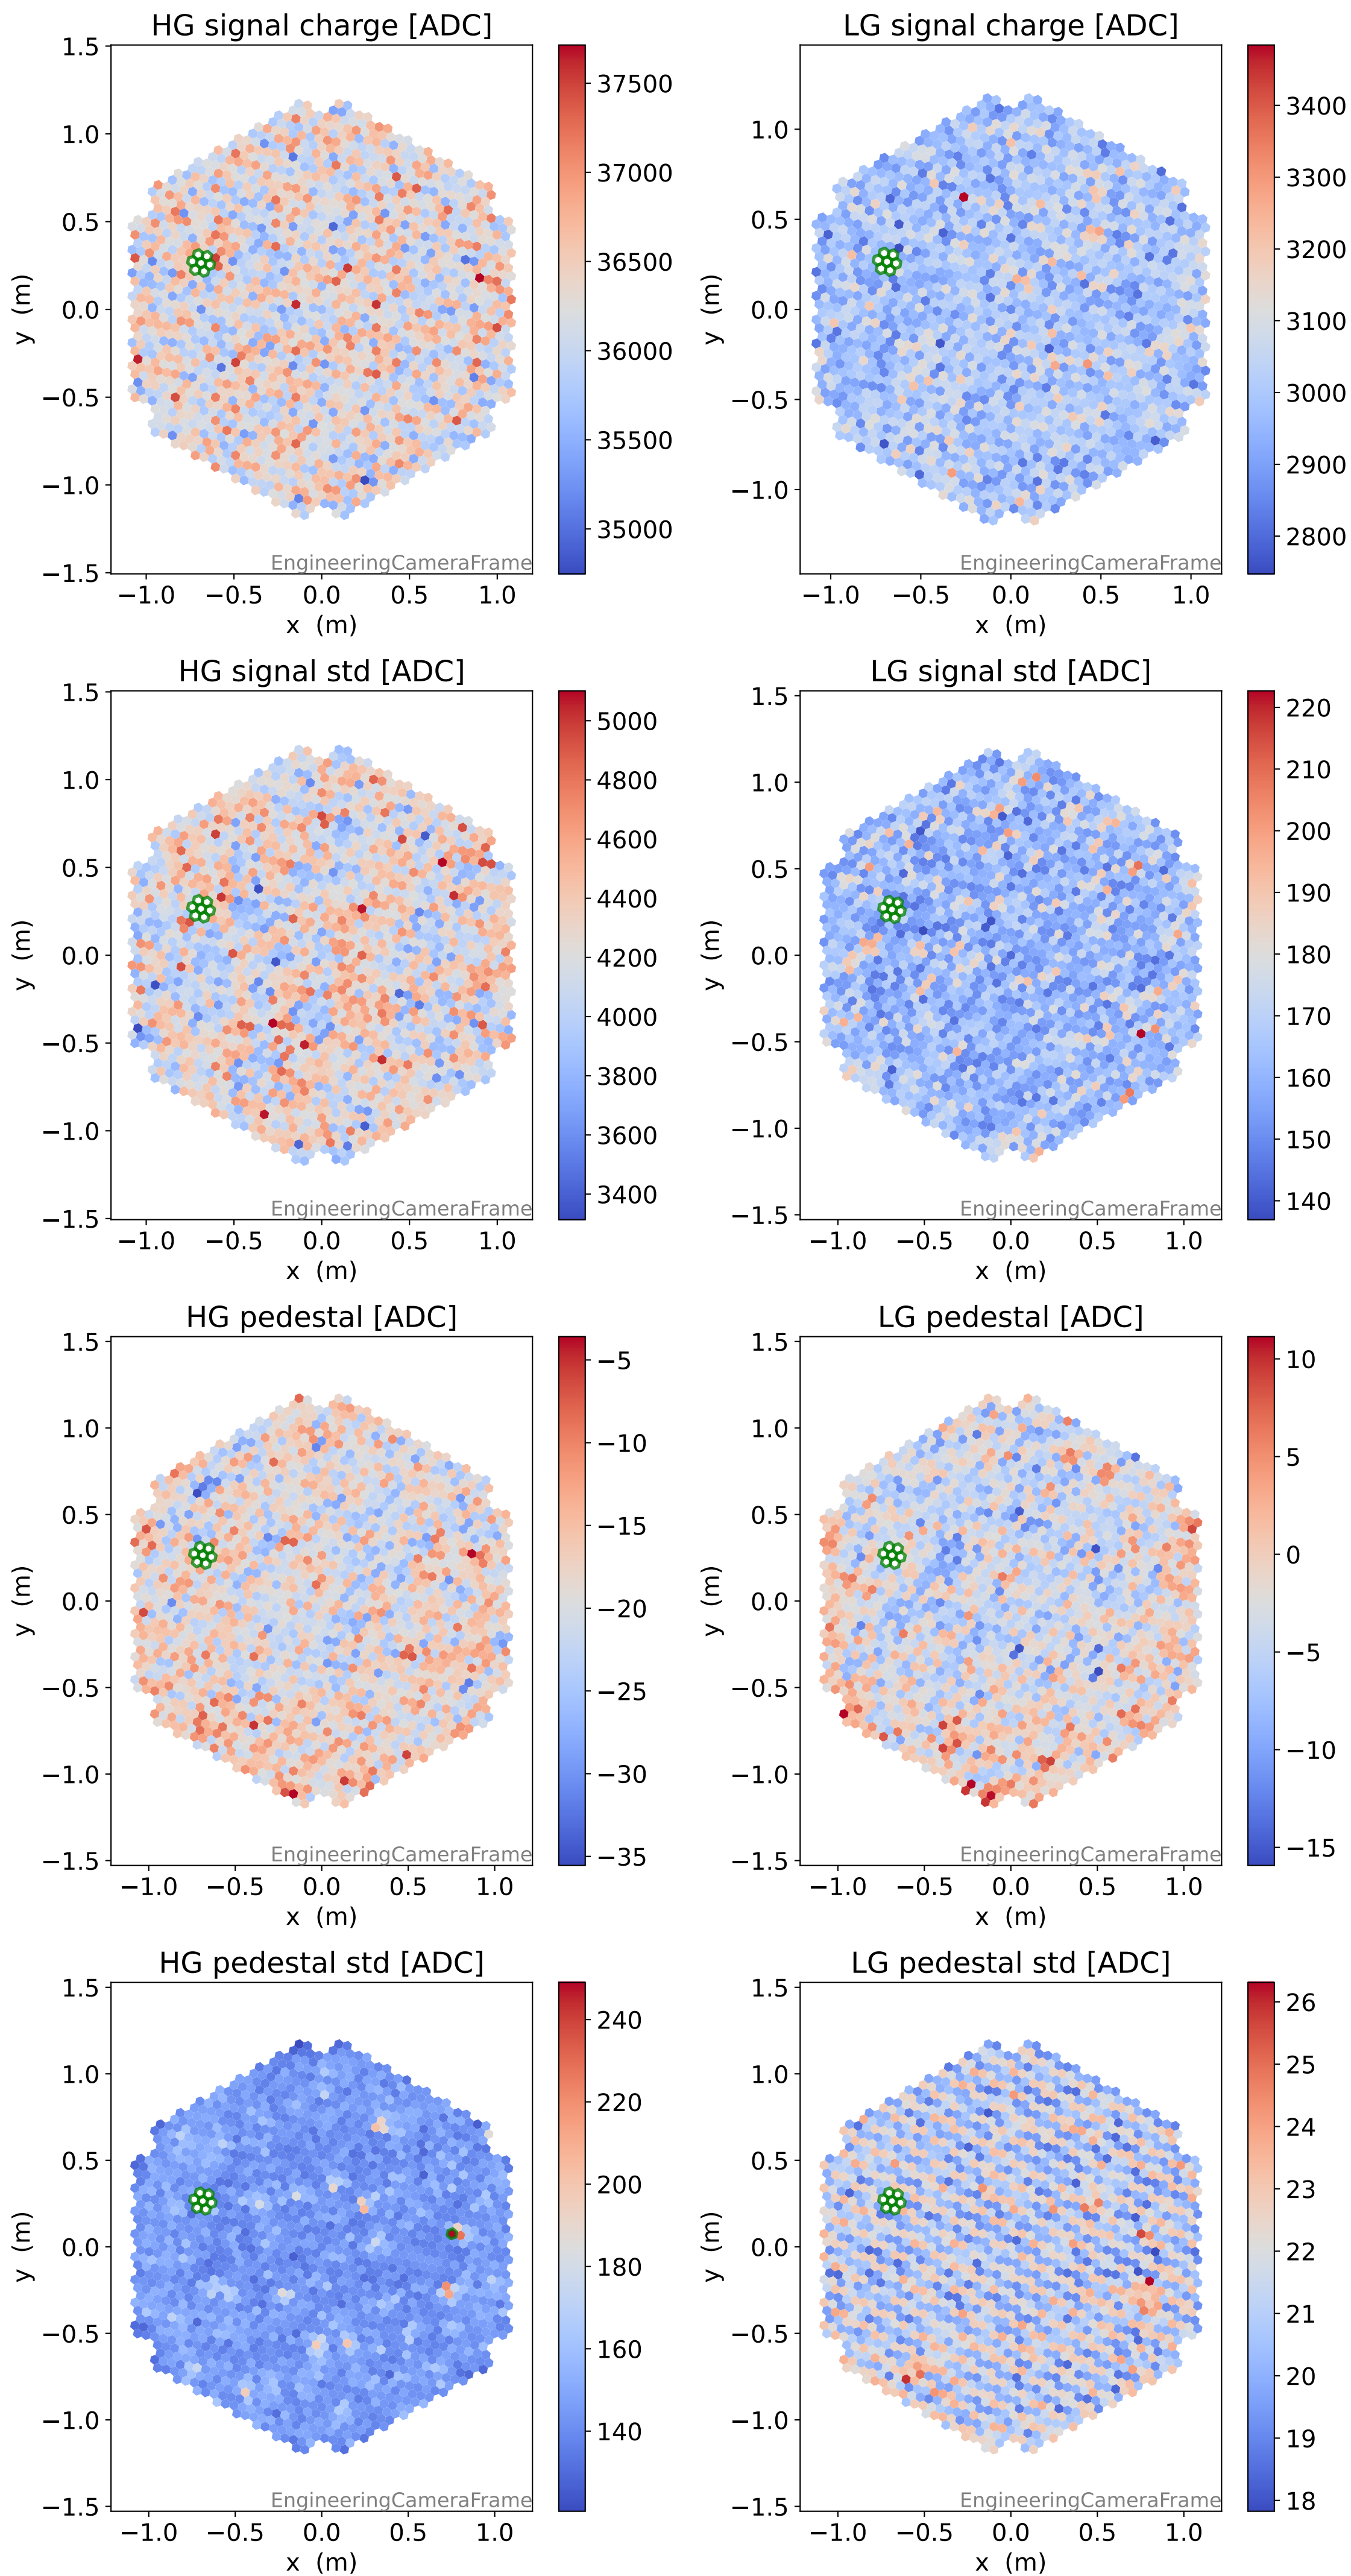 HG signal charge [ADC]
1.5
1.0
0.5
0.0
−0.5
−1.0
−1.5
y (m)
−1.0 −0.5 0.0 0.5 1.0
x (m)
EngineeringCameraFrame
37500
37000
36500
36000
35500
35000
LG signal charge [ADC]
1.0
0.5
0.0
−0.5
−1.0
y (m)
−1.0 −0.5 0.0 0.5 1.0
x (m)
EngineeringCameraFrame
3400
3300
3200
3100
3000
2900
2800
HG signal std [ADC]
1.5
1.0
0.5
0.0
−0.5
−1.0
−1.5
y (m)
−1.0 −0.5 0.0 0.5 1.0
x (m)
EngineeringCameraFrame
5000
4800
4600
4400
4200
4000
3800
3600
3400
LG signal std [ADC]
1.5
1.0
0.5
0.0
−0.5
−1.0
−1.5
y (m)
−1.0 −0.5 0.0 0.5 1.0
x (m)
EngineeringCameraFrame
220
210
200
190
180
170
160
150
140
HG pedestal [ADC]
1.5
1.0
0.5
0.0
−0.5
−1.0
−1.5
y (m)
−1.0 −0.5 0.0 0.5 1.0
x (m)
EngineeringCameraFrame
−5
−10
−15
−20
−25
−30
−35
LG pedestal [ADC]
1.5
1.0
0.5
0.0
−0.5
−1.0
−1.5
y (m)
−1.0 −0.5 0.0 0.5 1.0
x (m)
EngineeringCameraFrame
10
5
0
−5
−10
−15
HG pedestal std [ADC]
1.5
1.0
0.5
0.0
−0.5
−1.0
−1.5
y (m)
−1.0 −0.5 0.0 0.5 1.0
x (m)
EngineeringCameraFrame
240
220
200
180
160
140
LG pedestal std [ADC]
1.5
1.0
0.5
0.0
−0.5
−1.0
−1.5
y (m)
−1.0 −0.5 0.0 0.5 1.0
x (m)
EngineeringCameraFrame
26
25
24
23
22
21
20
19
18